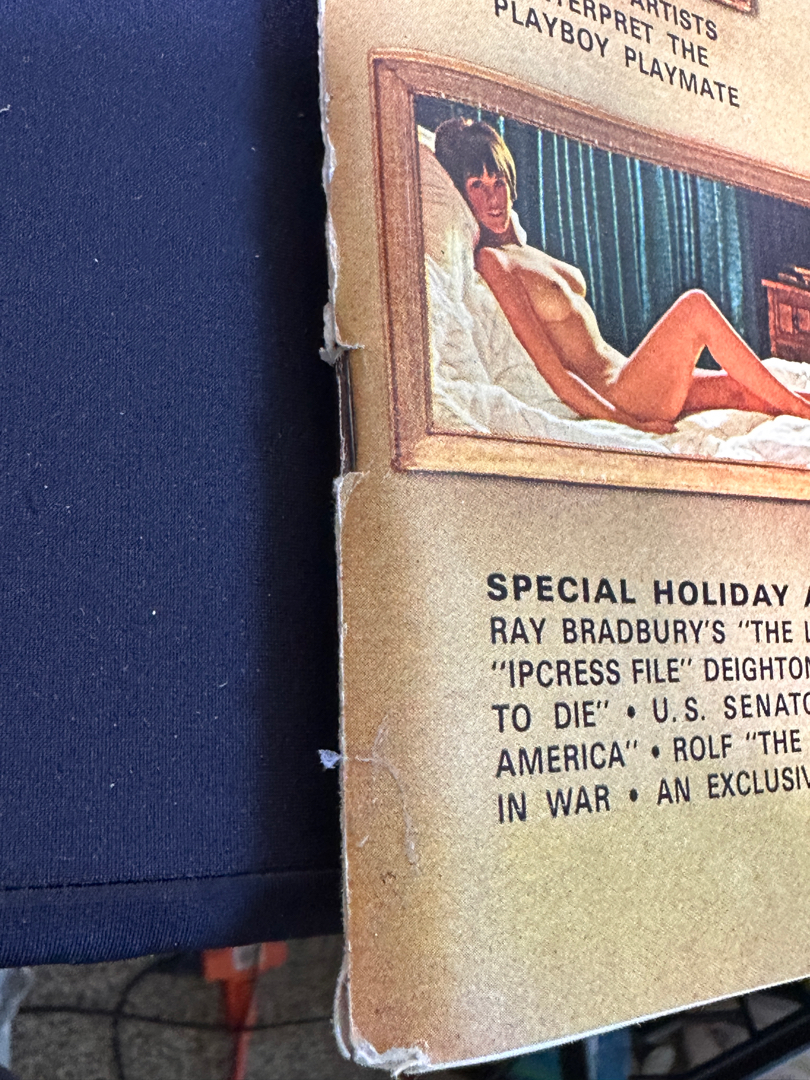 ARTISTS
INTERPRET THE
PLAYBOY PLAYMATE
SPECIAL HOLIDAY
RAY BRADBURY'S "THE
"IPCRESS FILE" DEIGHTON
TO DIE" • U.S. SENATO
AMERICA" • ROLF "THE
IN WAR • AN EXCLUSIV